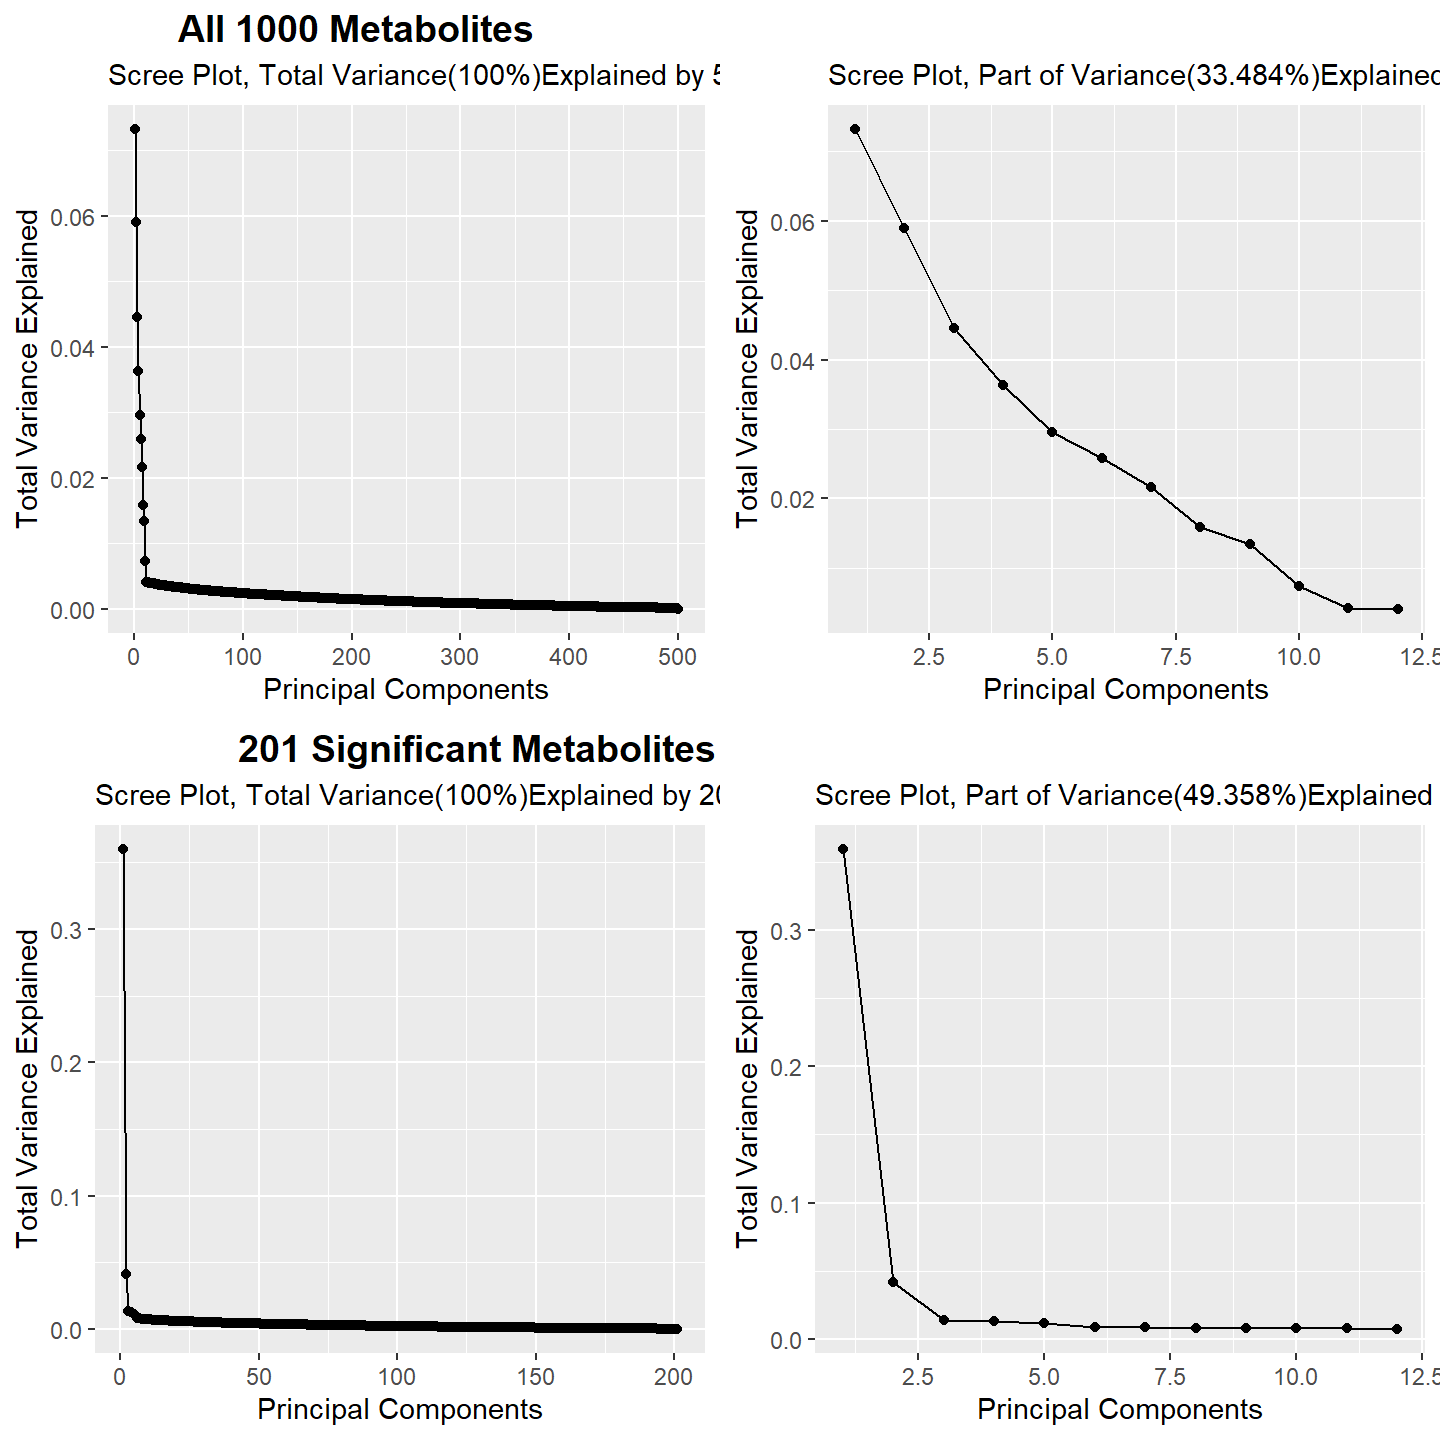 All 1000 Metabolites
Scree Plot, Total Variance(100%)Explained by 5
Total Variance Explained
0.06
0.04
0.02
0.00
0 100 200 300 400 500
Principal Components
Scree Plot, Part of Variance(33.484%)Explained
Total Variance Explained
0.06
0.04
0.02
2.5 5.0 7.5 10.0 12.5
Principal Components
201 Significant Metabolites
Scree Plot, Total Variance(100%)Explained by 20
Total Variance Explained
0.3
0.2
0.1
0.0
0 50 100 150 200
Principal Components
Scree Plot, Part of Variance(49.358%)Explained
Total Variance Explained
0.3
0.2
0.1
0.0
2.5 5.0 7.5 10.0 12.5
Principal Components